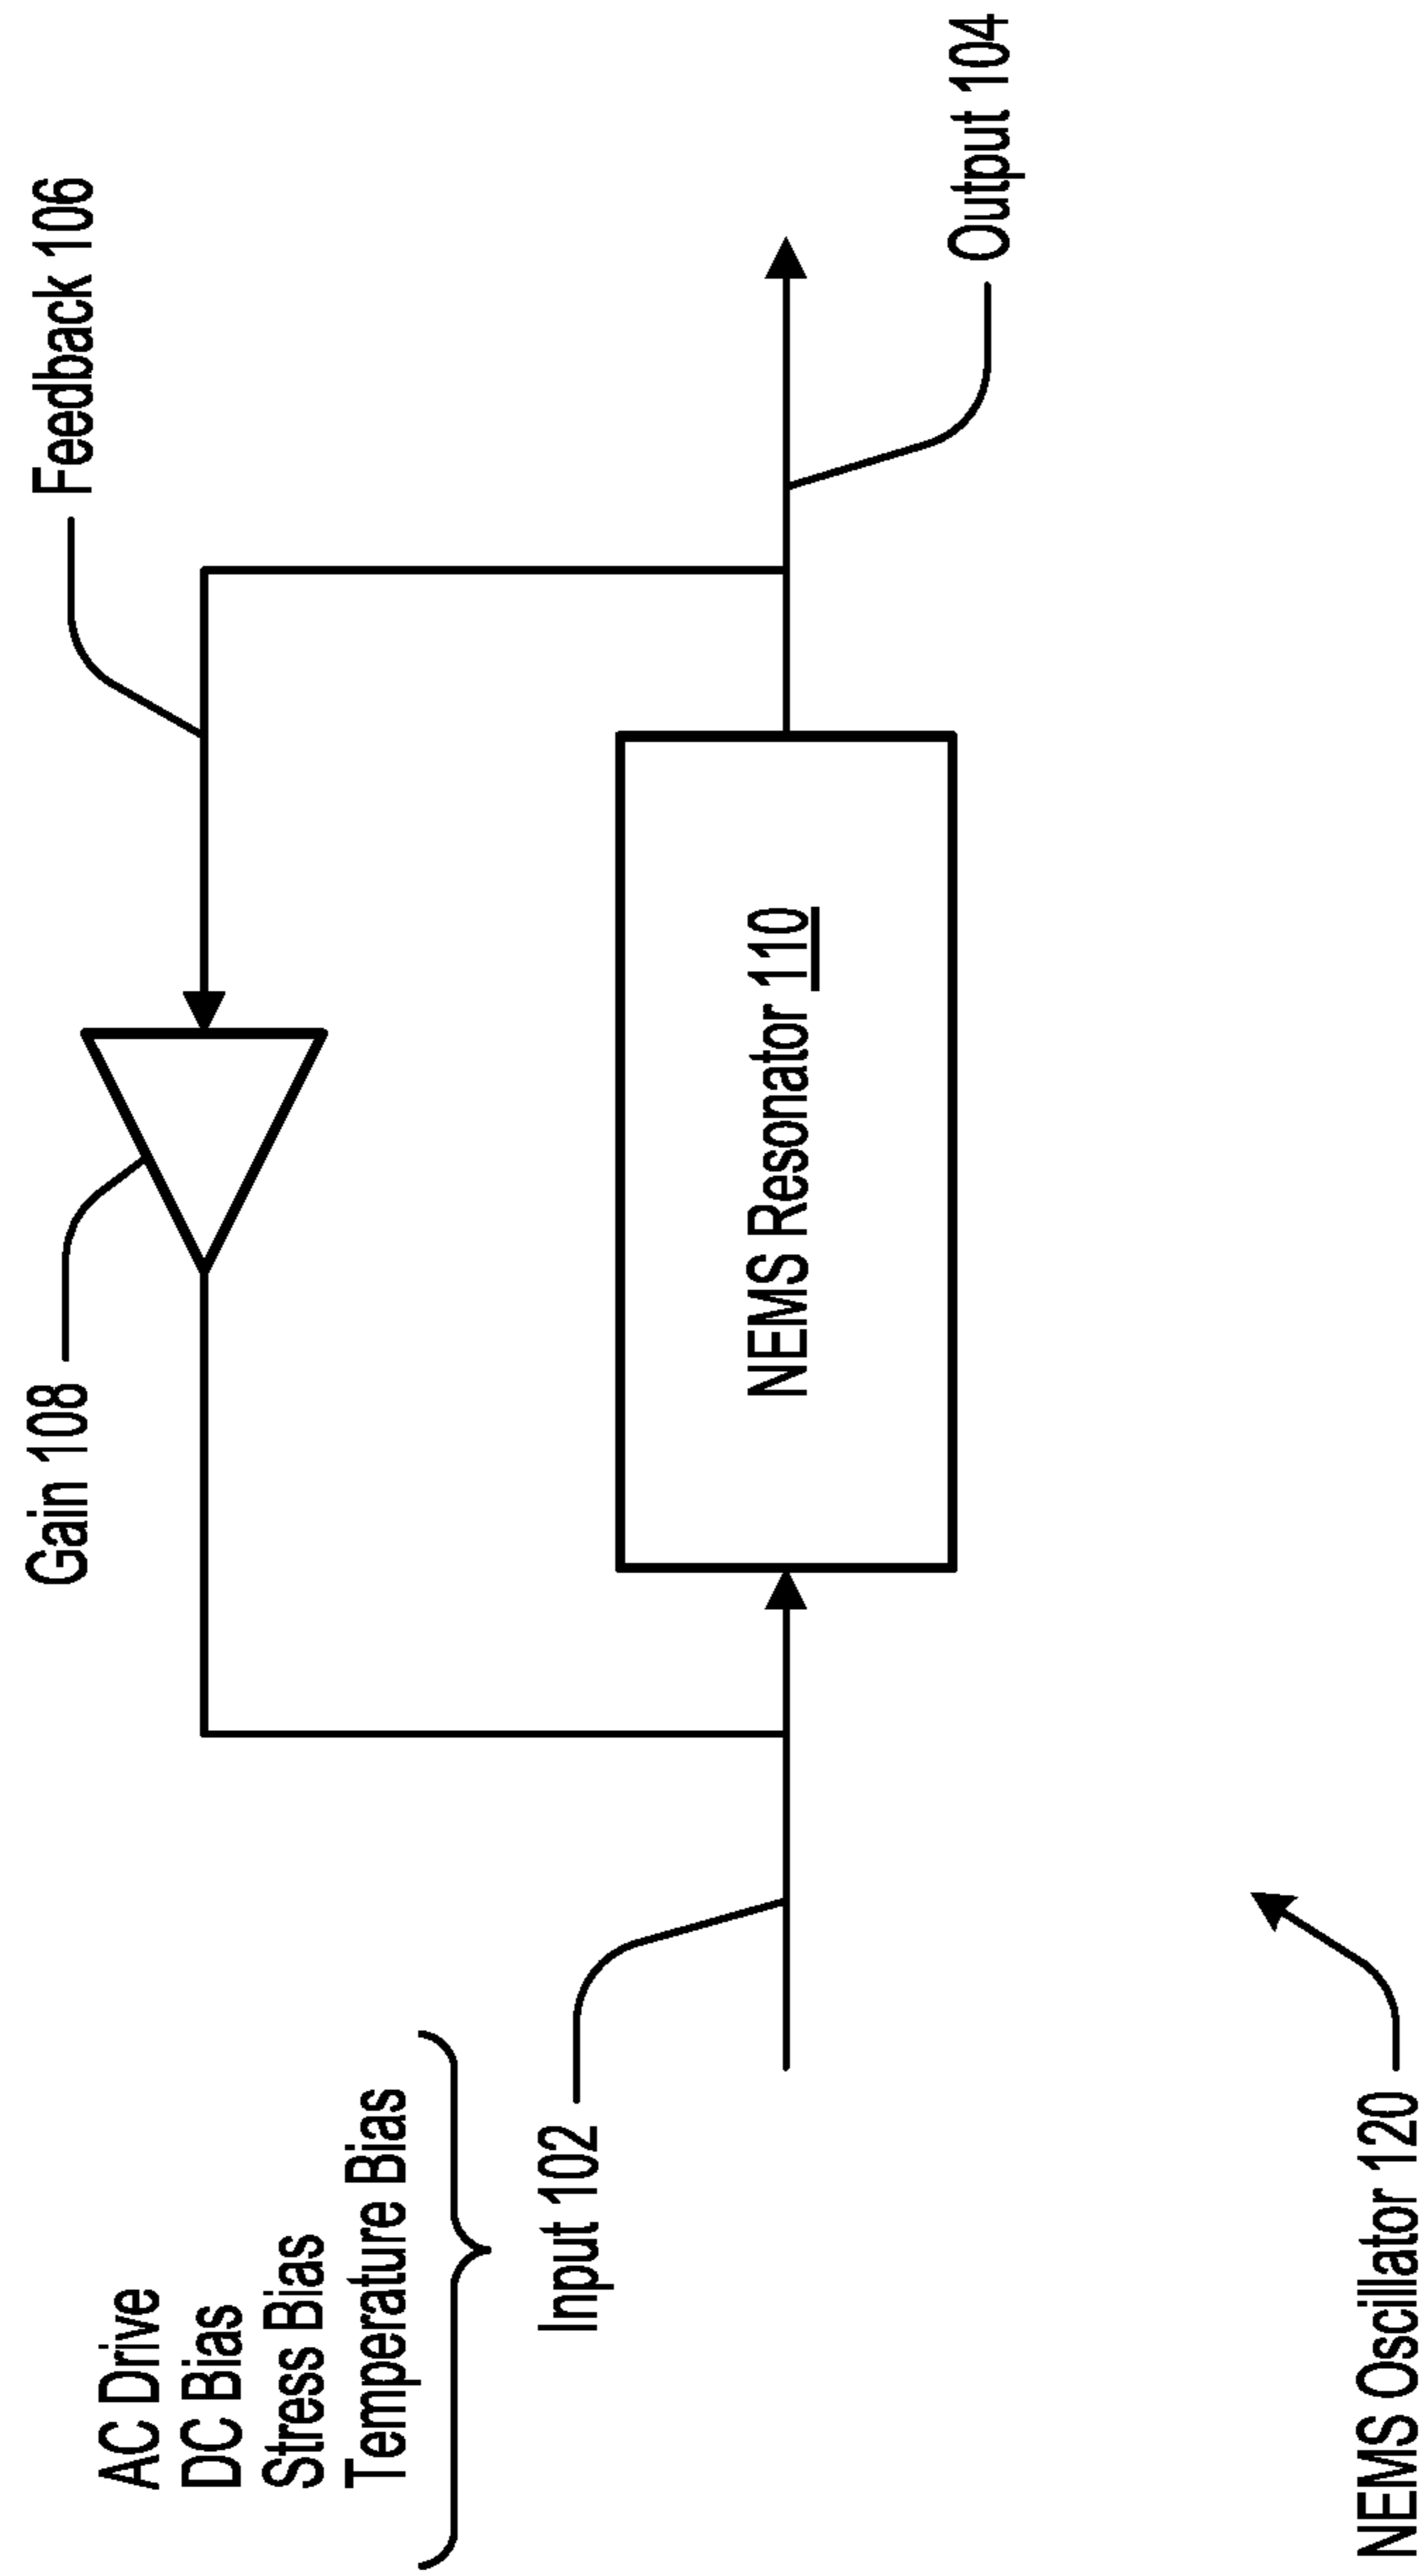 AC Drive
DC Bias
Stress Bias
Temperature Bias
Input 102
Gain 108
Feedback 106
NEMS Resonator 110
Output 104
NEMS Oscillator 120